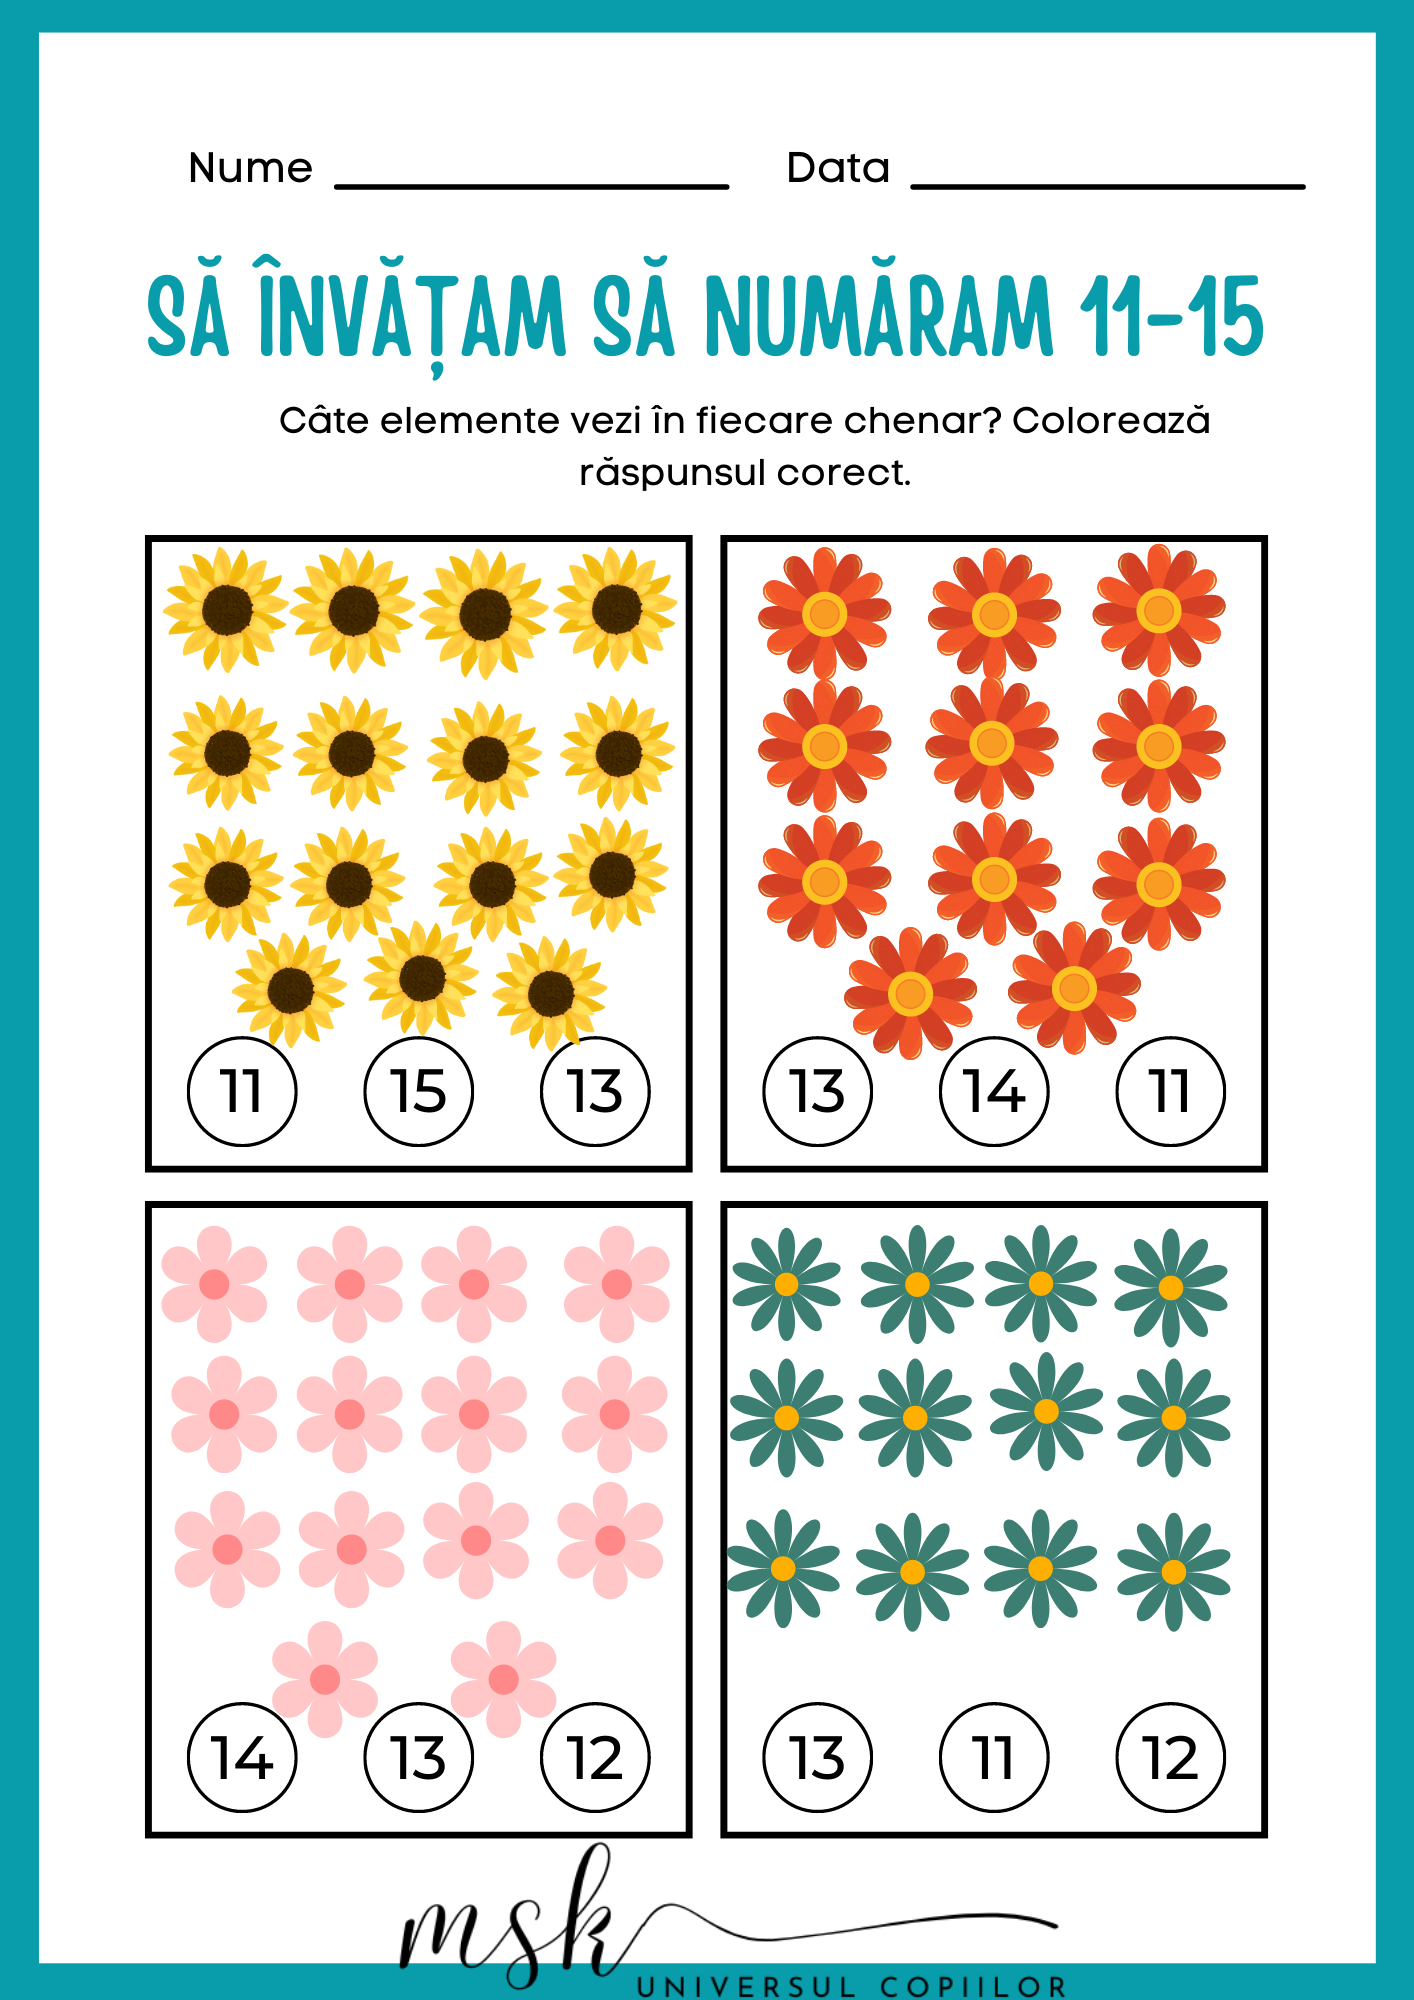 Nume Data
SĂ ÎNVĂȚAM SĂ NUMĂRAM 11-15
Câte elemente vezi în fiecare chenar? Colorează
răspunsul corect.
11 15 13
13 14 11
14 13 12
13 11 12
msk
UNIVERSUL COPIILOR